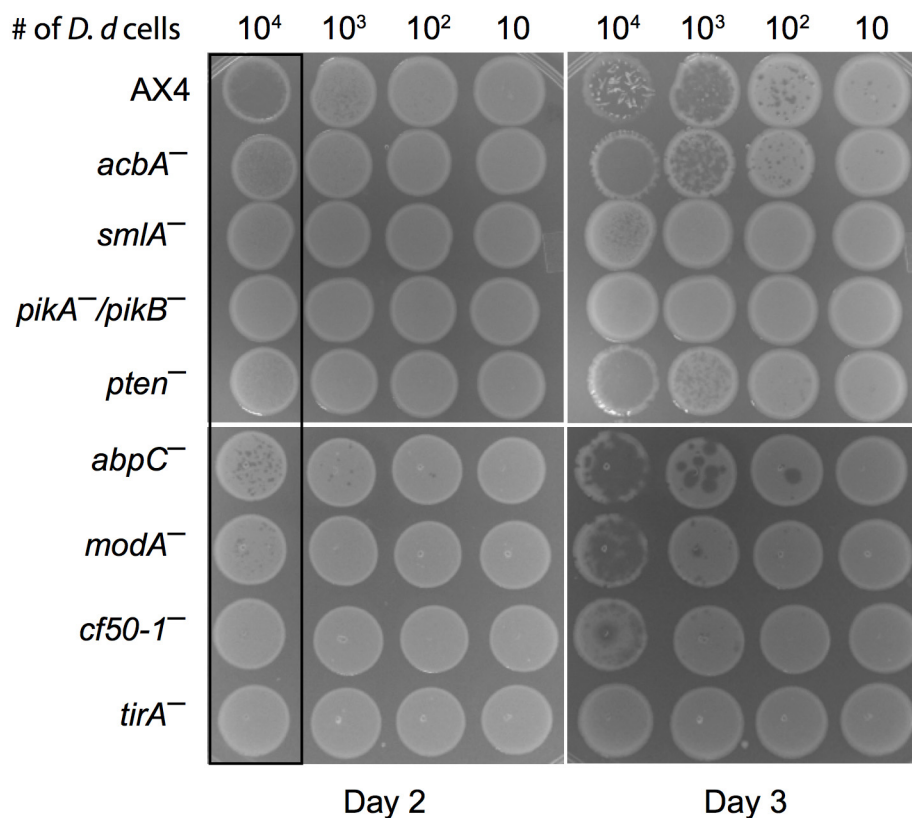 # of D. d cells 10⁴ 10³ 10² 10 10⁴ 10³ 10² 10
AX4
acbA⁻
smlA⁻
pikA⁻/pikB⁻
pten⁻
abpC⁻
modA⁻
cf50-1⁻
tirA⁻
Day 2 Day 3